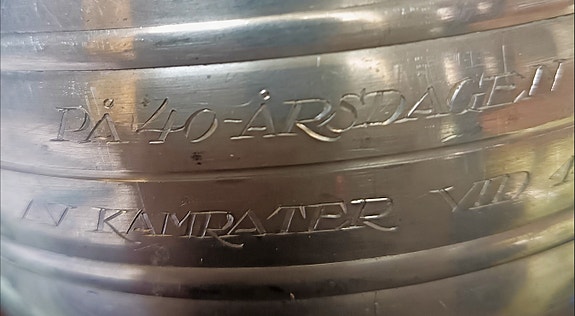 PÅ 40-ÅRSDAGEN
KAMRATER VID